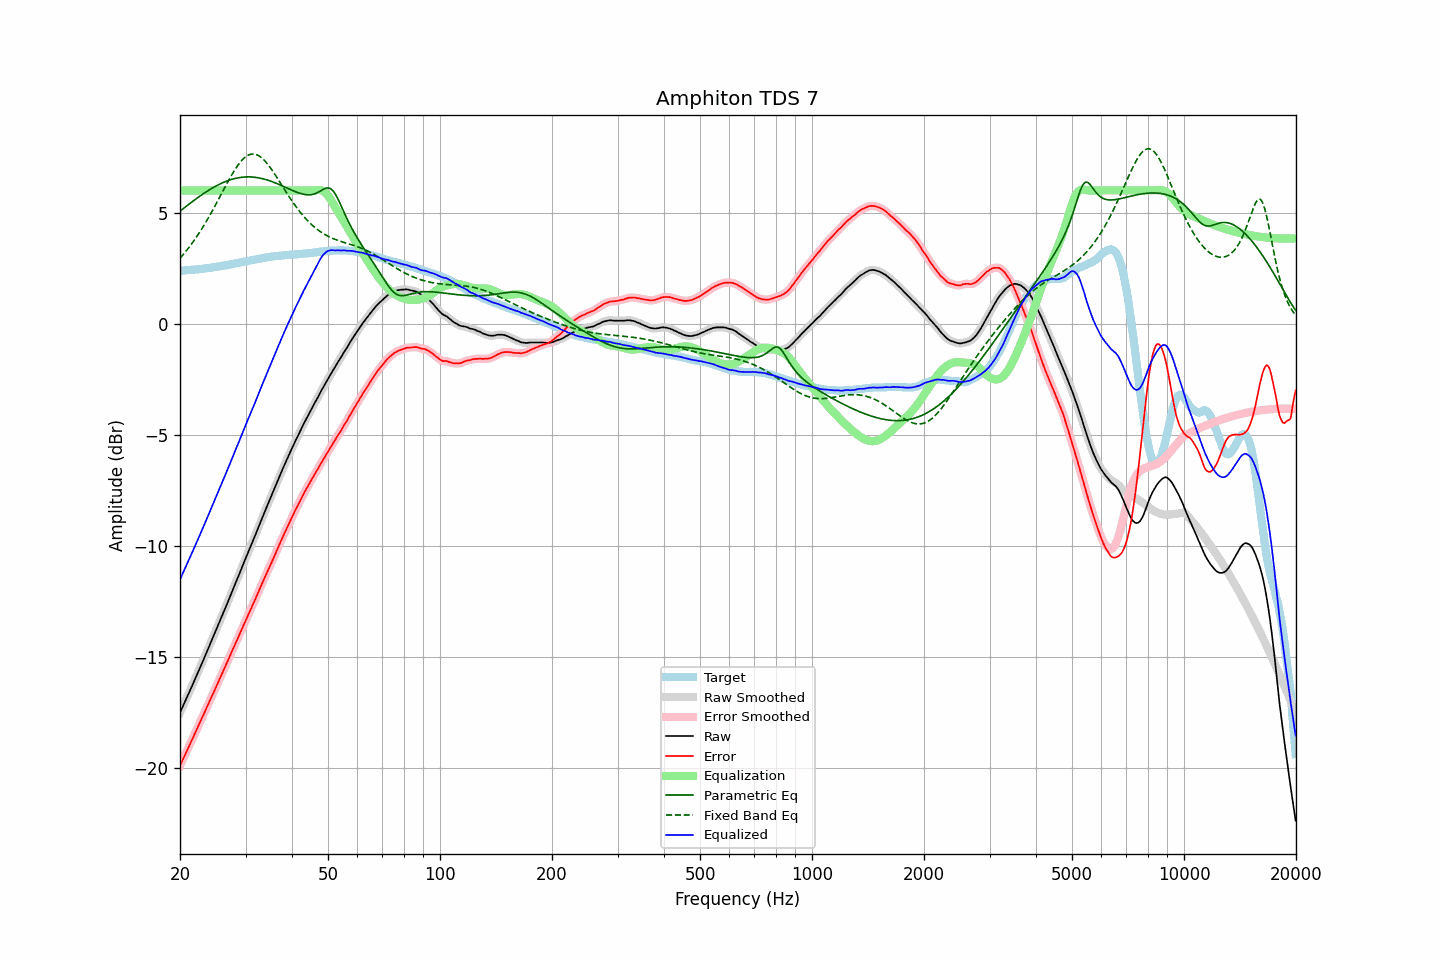 Amphiton TDS 7
Amplitude (dBr)
5
0
−5
−10
−15
−20
Target
Raw Smoothed
Error Smoothed
Raw
Error
Equalization
Parametric Eq
Fixed Band Eq
Equalized
20 50 100 200 500 1000 2000 5000 10000 20000
Frequency (Hz)